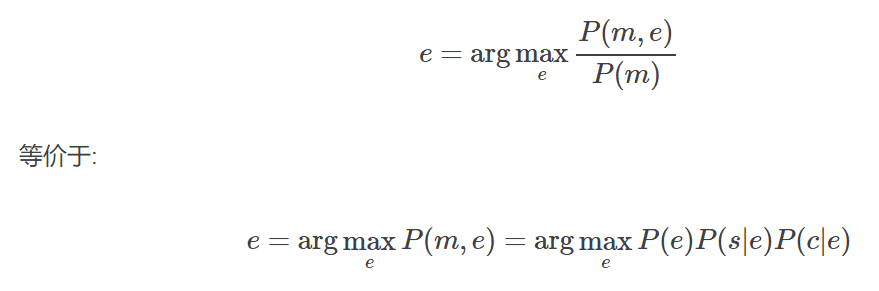 e = arg max_e P(m, e) / P(m)
等价于:
e = arg max_e P(m, e) = arg max_e P(e)P(s|e)P(c|e)